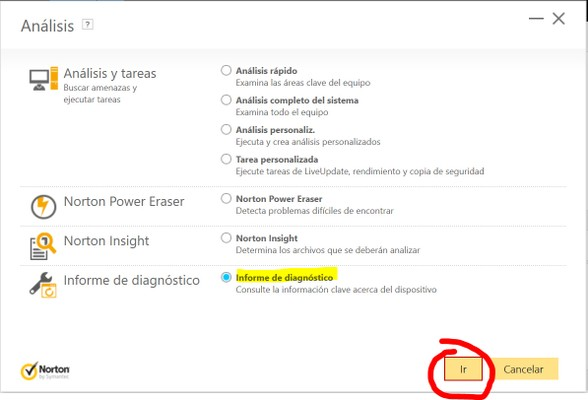 Análisis ?
Análisis y tareas
Buscar amenazas y
ejecutar tareas
Análisis rápido
Examina las áreas clave del equipo
Análisis completo del sistema
Examina todo el equipo
Análisis personaliz.
Ejecuta y crea análisis personalizados
Tarea personalizada
Ejecute tareas de LiveUpdate, rendimiento y copia de seguridad
Norton Power Eraser
Norton Power Eraser
Detecta problemas difíciles de encontrar
Norton Insight
Norton Insight
Determina los archivos que se deberán analizar
Informe de diagnóstico
Informe de diagnóstico
Consulte la información clave acerca del dispositivo
Norton
by Symantec
Ir
Cancelar